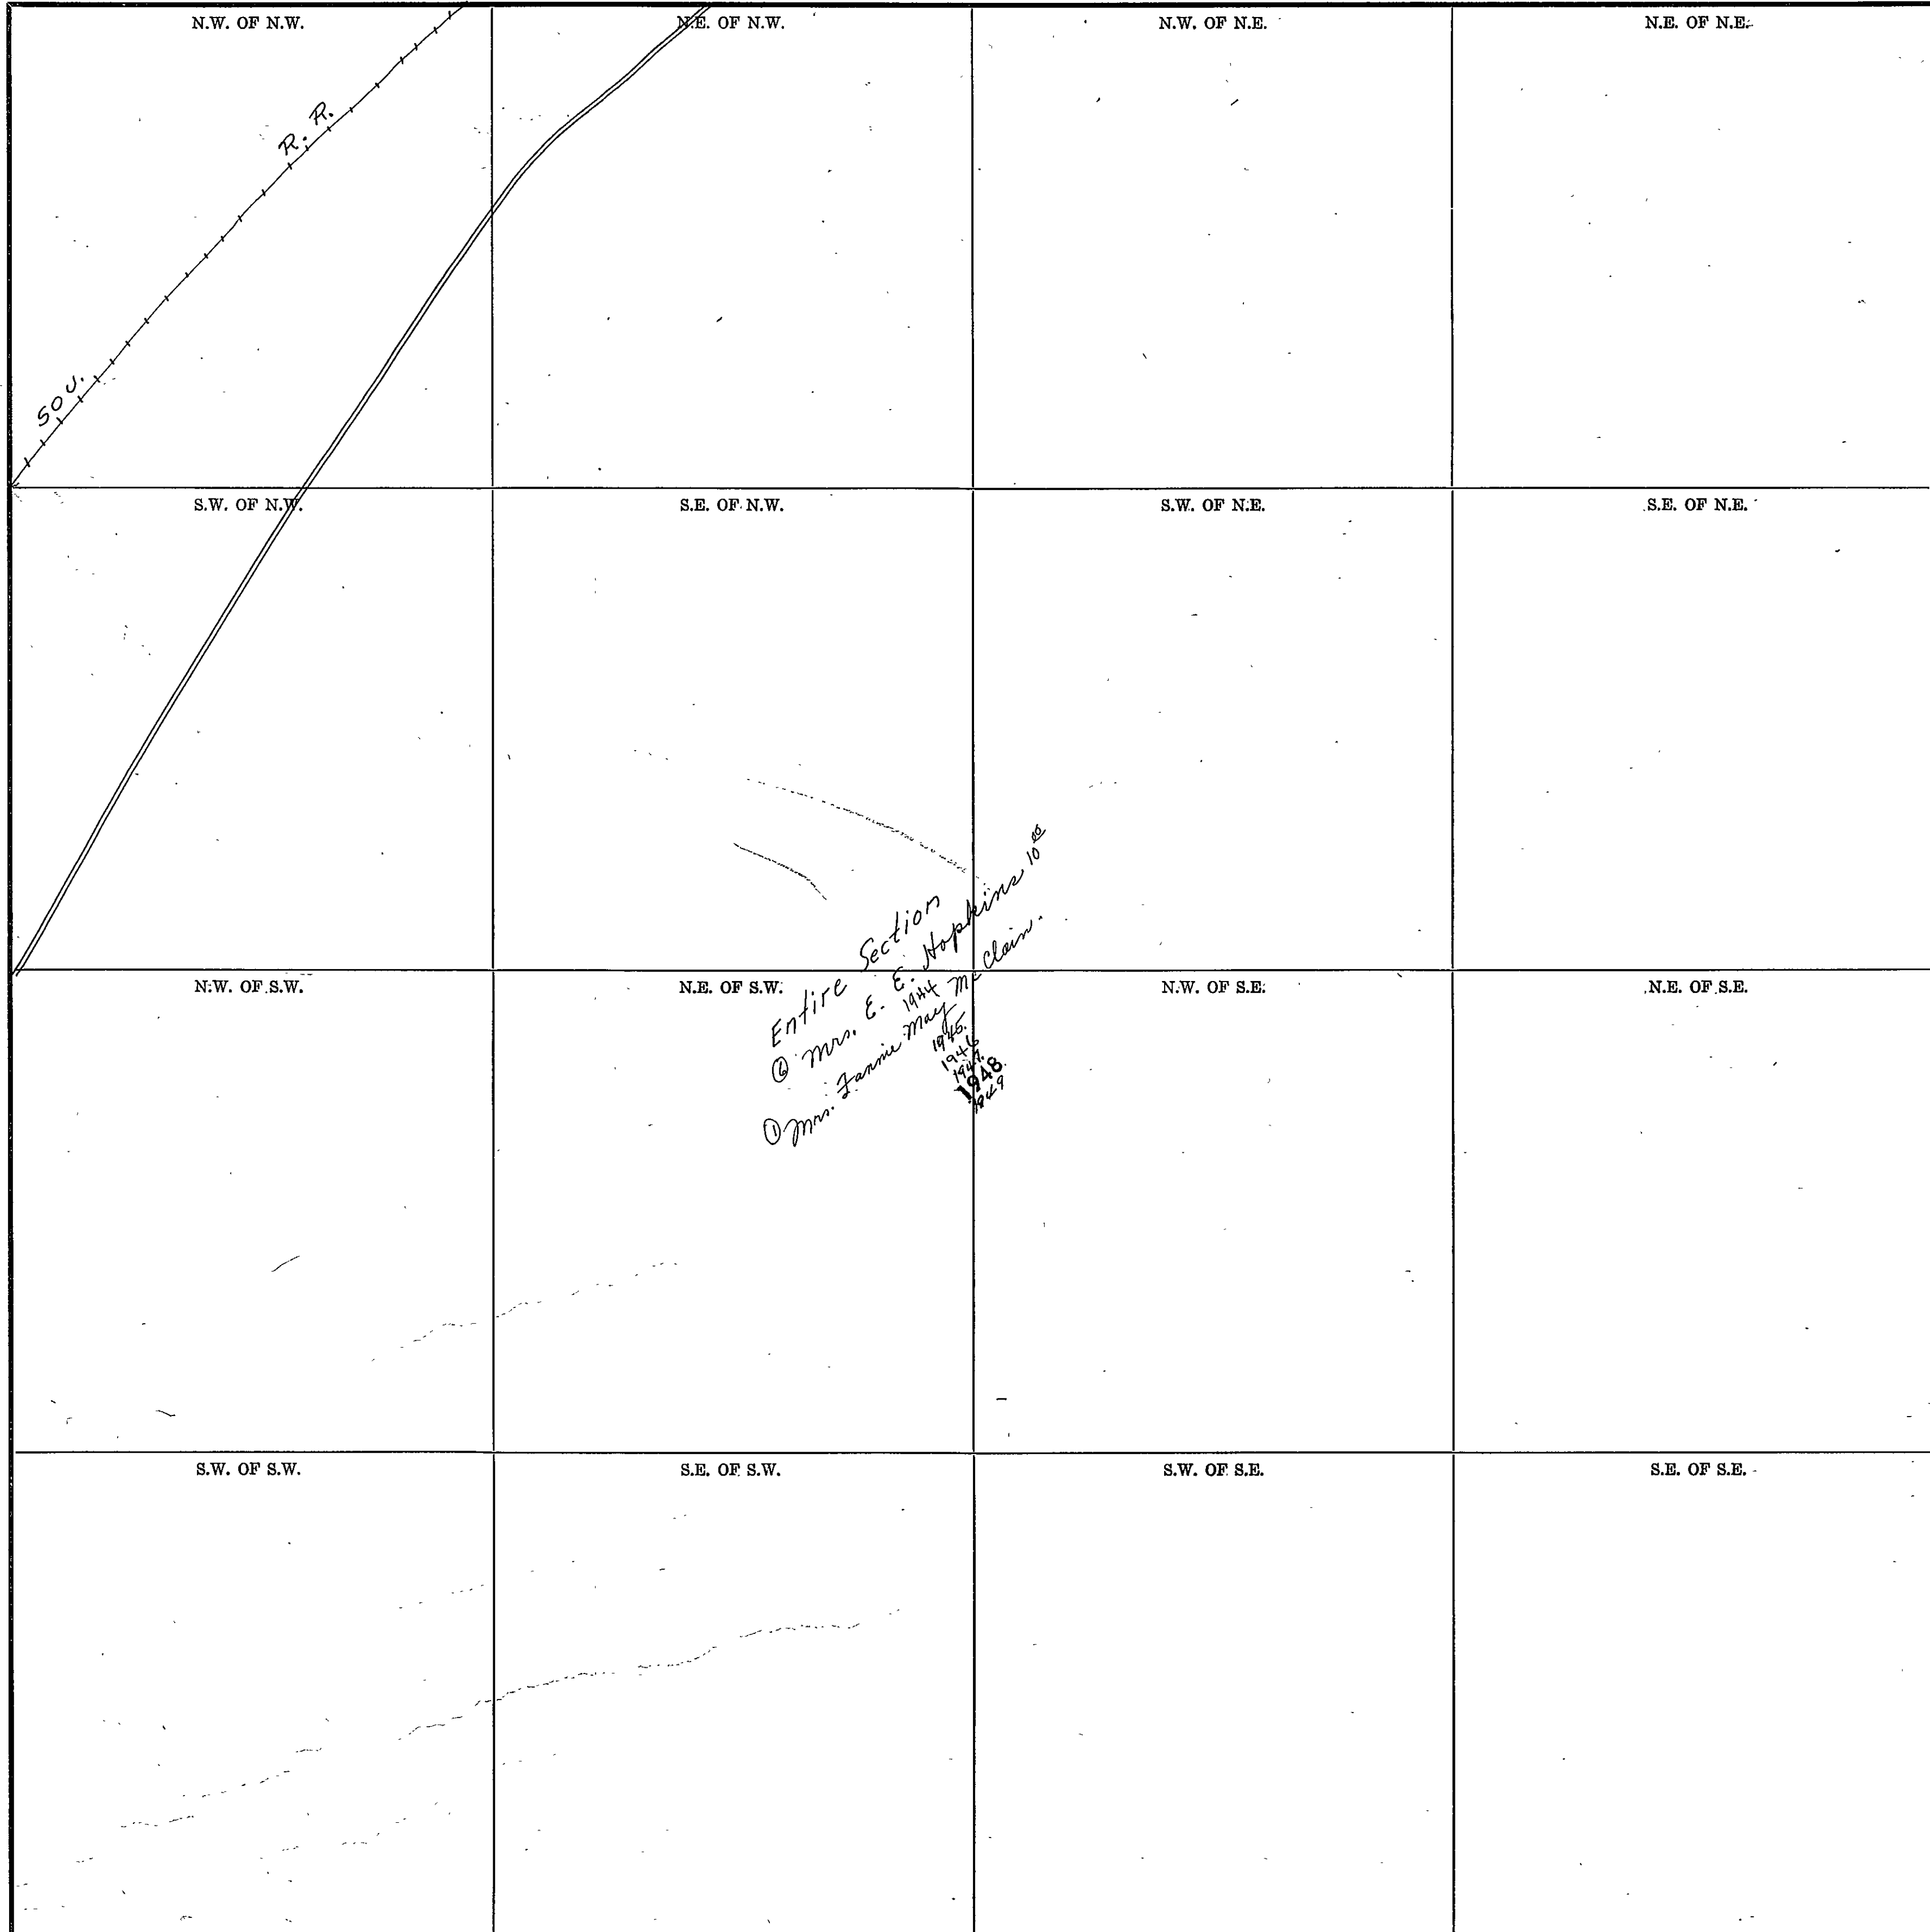 N.W. OF N.W.
N.E. OF N.W.
N.W. OF N.E.
N.E. OF N.E.
R. R.
SOU.
S.W. OF N.W.
S.E. OF N.W.
S.W. OF N.E.
S.E. OF N.E.
Entire Section
⑥ Mrs. E. E. Hopkins 10 00
1944
① Mrs. Fannie May McClain.
1945.
1946
1947.
1948
1949
N.W. OF S.W.
N.E. OF S.W.
N.W. OF S.E.
N.E. OF S.E.
S.W. OF S.W.
S.E. OF S.W.
S.W. OF S.E.
S.E. OF S.E.